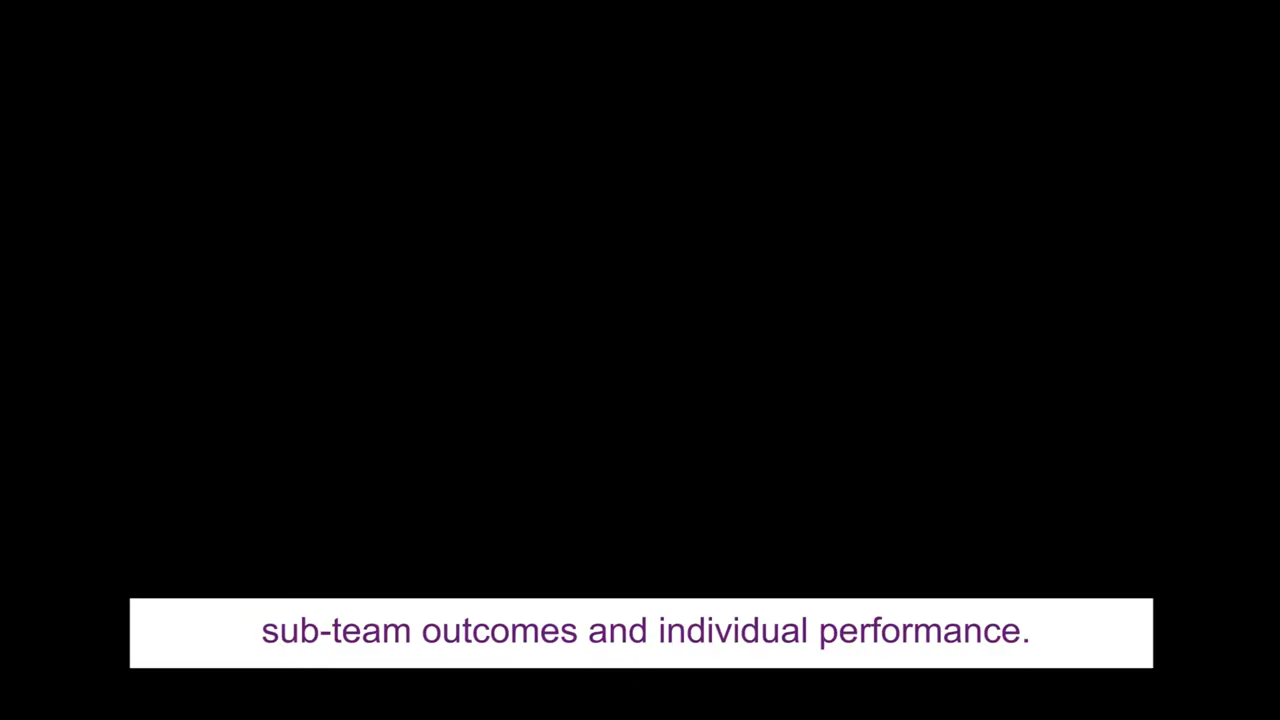 sub-team outcomes and individual performance.